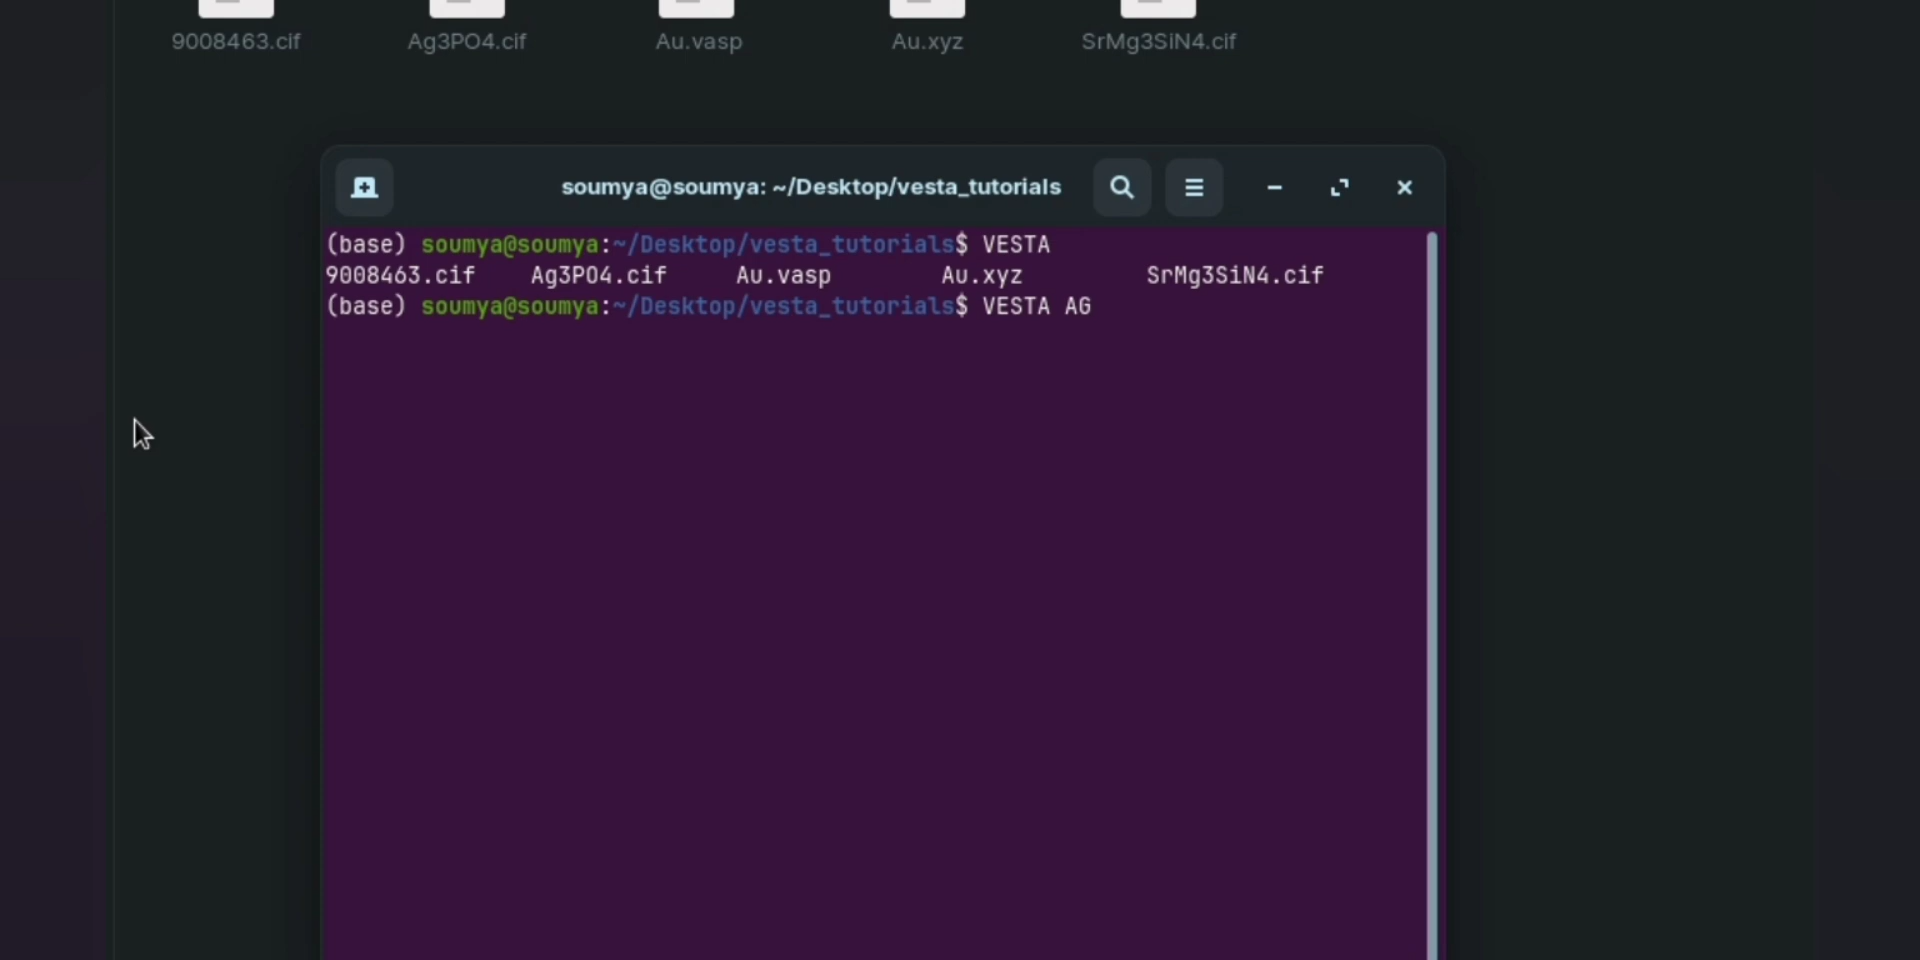 9008463.cif Ag3PO4.cif Au.vasp Au.xyz SrMg3SiN4.cif
soumya@soumya: ~/Desktop/vesta_tutorials
(base) soumya@soumya:~/Desktop/vesta_tutorials$ VESTA
9008463.cif Ag3PO4.cif Au.vasp Au.xyz SrMg3SiN4.cif
(base) soumya@soumya:~/Desktop/vesta_tutorials$ VESTA AG